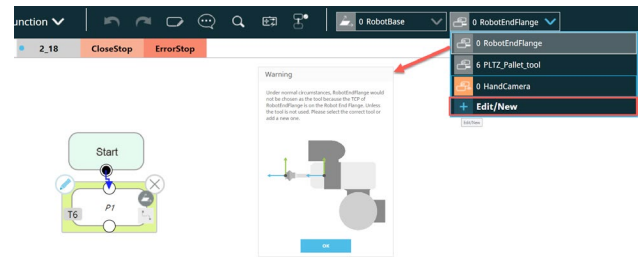 unction
0 RobotBase
0 RobotEndFlange
2_18
CloseStop
ErrorStop
0 RobotEndFlange
6 PLTZ_Pallet_tool
0 HandCamera
+ Edit/New
Edit/New
Warning
Under normal circumstances, RobotEndFlange would
not be chosen as the tool because the TCP of
RobotEndFlange is on the Robot End Flange. Unless
the tool is not used. Please select the correct tool or
add a new one.
OK
Start
P1
T6